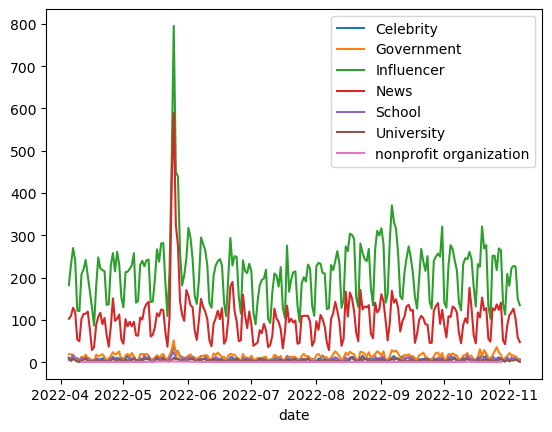 800
700
600
500
400
300
200
100
0
Celebrity
Government
Influencer
News
School
University
nonprofit organization
2022-04 2022-05 2022-06 2022-07 2022-08 2022-09 2022-10 2022-11
date